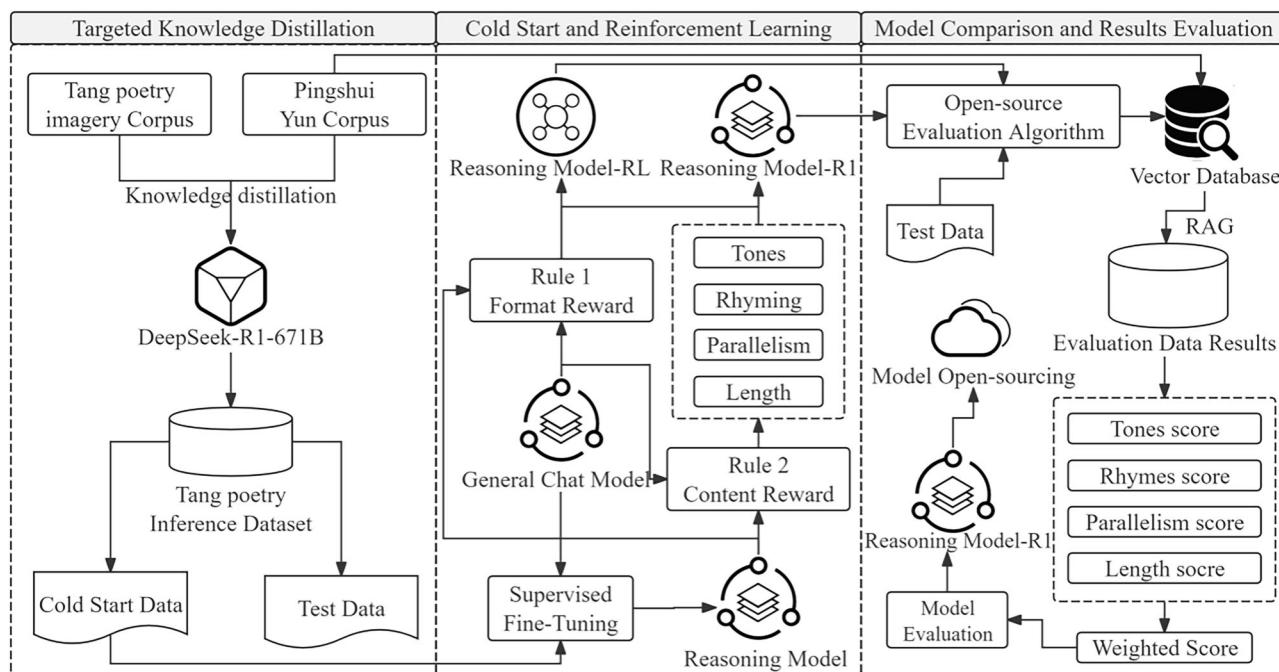 Targeted Knowledge Distillation
Tang poetry
imagery Corpus
Pingshui
Yun Corpus
Knowledge distillation
DeepSeek-R1-671B
Tang poetry
Inference Dataset
Cold Start Data
Test Data
Cold Start and Reinforcement Learning
Reasoning Model-RL
Reasoning Model-R1
Rule 1
Format Reward
Tones
Rhyming
Parallelism
Length
General Chat Model
Rule 2
Content Reward
Supervised
Fine-Tuning
Reasoning Model
Model Comparison and Results Evaluation
Open-source
Evaluation Algorithm
Vector Database
Test Data
RAG
Evaluation Data Results
Model Open-sourcing
Tones score
Rhymes score
Parallelism score
Length socre
Reasoning Model-R1
Model
Evaluation
Weighted Score